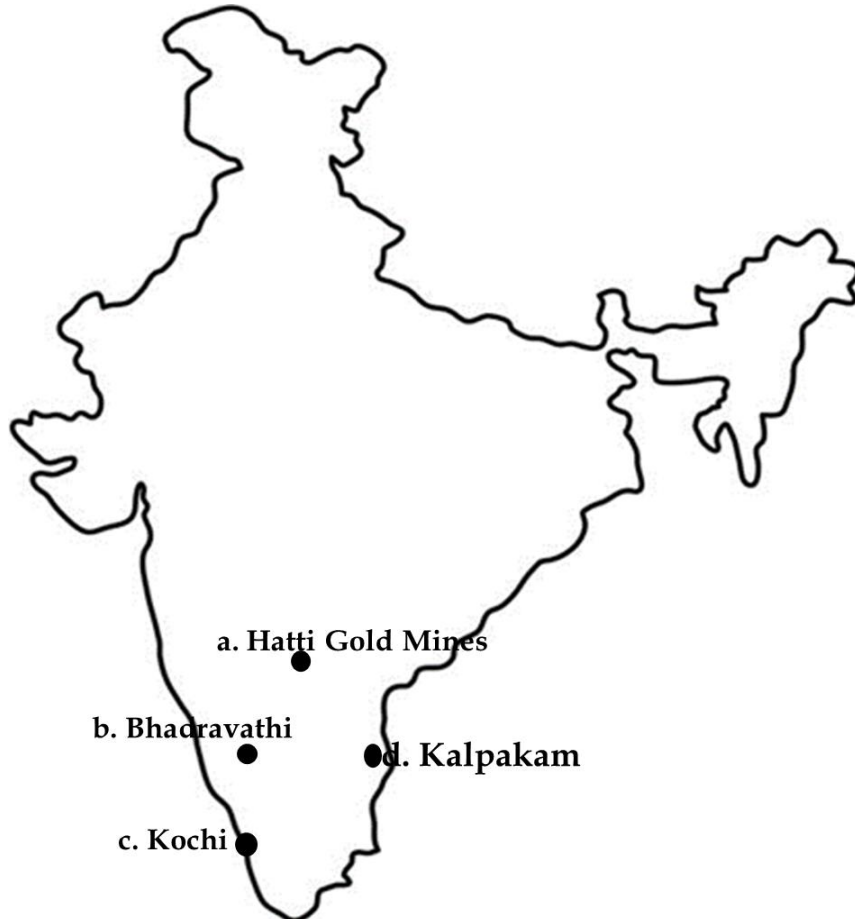 a. Hatti Gold Mines
b. Bhadravathi
d. Kalpakam
c. Kochi